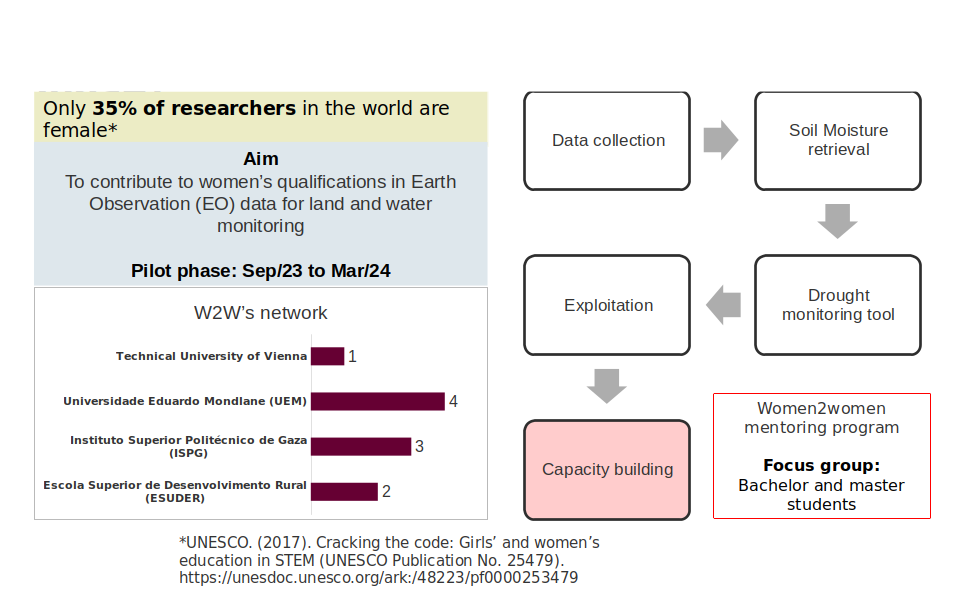 Only 35% of researchers in the world are
female*
Aim
To contribute to women’s qualifications in Earth
Observation (EO) data for land and water
monitoring
Pilot phase: Sep/23 to Mar/24
W2W’s network
Technical University of Vienna
1
Universidade Eduardo Mondlane (UEM)
4
Instituto Superior Politécnico de Gaza
(ISPG)
3
Escola Superior de Desenvolvimento Rural
(ESUDER)
2
Data collection
Soil Moisture
retrieval
Drought
monitoring tool
Exploitation
Capacity building
Women2women
mentoring program
Focus group:
Bachelor and master
students
*UNESCO. (2017). Cracking the code: Girls’ and women’s
education in STEM (UNESCO Publication No. 25479).
https://unesdoc.unesco.org/ark:/48223/pf0000253479